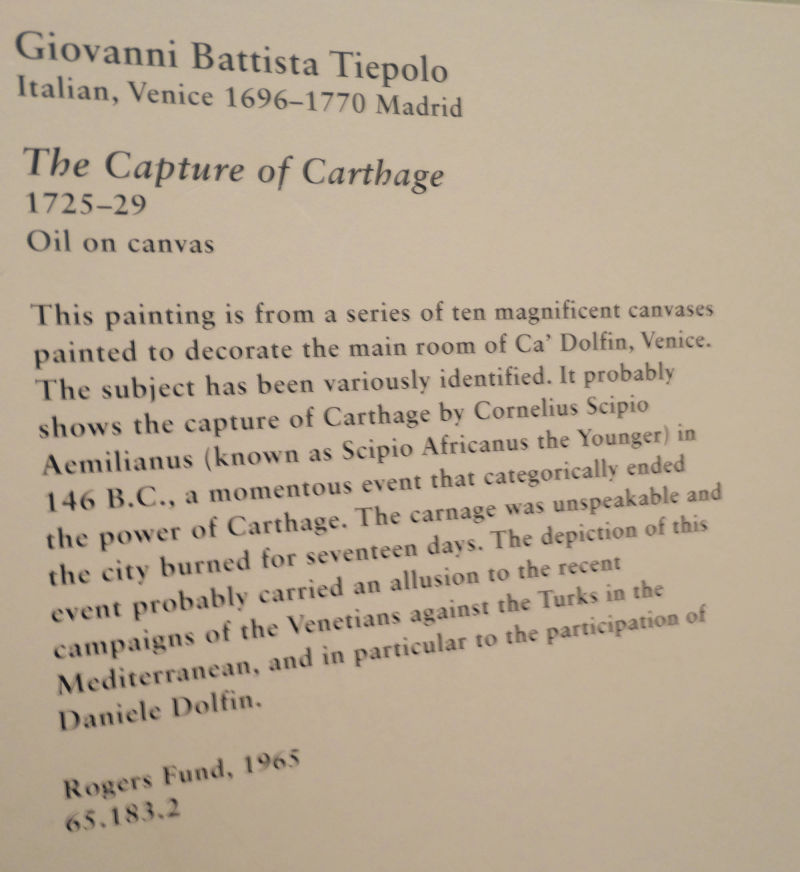 Giovanni Battista Tiepolo
Italian, Venice 1696–1770 Madrid
The Capture of Carthage
1725–29
Oil on canvas
This painting is from a series of ten magnificent canvases
painted to decorate the main room of Ca' Dolfin, Venice.
The subject has been variously identified. It probably
shows the capture of Carthage by Cornelius Scipio
Aemilianus (known as Scipio Africanus the Younger) in
146 B.C., a momentous event that categorically ended
the power of Carthage. The carnage was unspeakable and
the city burned for seventeen days. The depiction of this
event probably carried an allusion to the recent
campaigns of the Venetians against the Turks in the
Mediterranean, and in particular to the participation of
Daniele Dolfin.
Rogers Fund, 1965
65.183.2